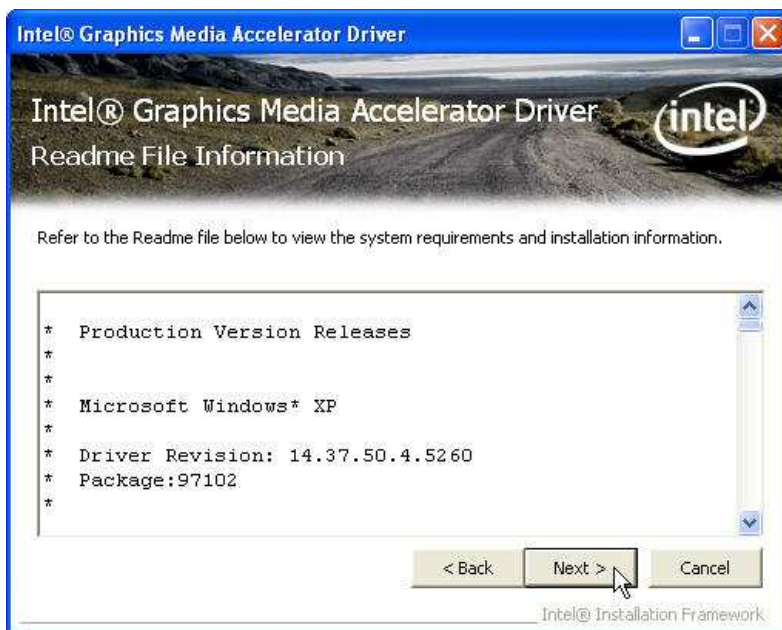 Intel® Graphics Media Accelerator Driver
Intel® Graphics Media Accelerator Driver
intel
Readme File Information
Refer to the Readme file below to view the system requirements and installation information.
* Production Version Releases
*
*
* Microsoft Windows* XP
*
* Driver Revision: 14.37.50.4.5260
* Package:97102
*
< Back
Next >
Cancel
Intel® Installation Framework